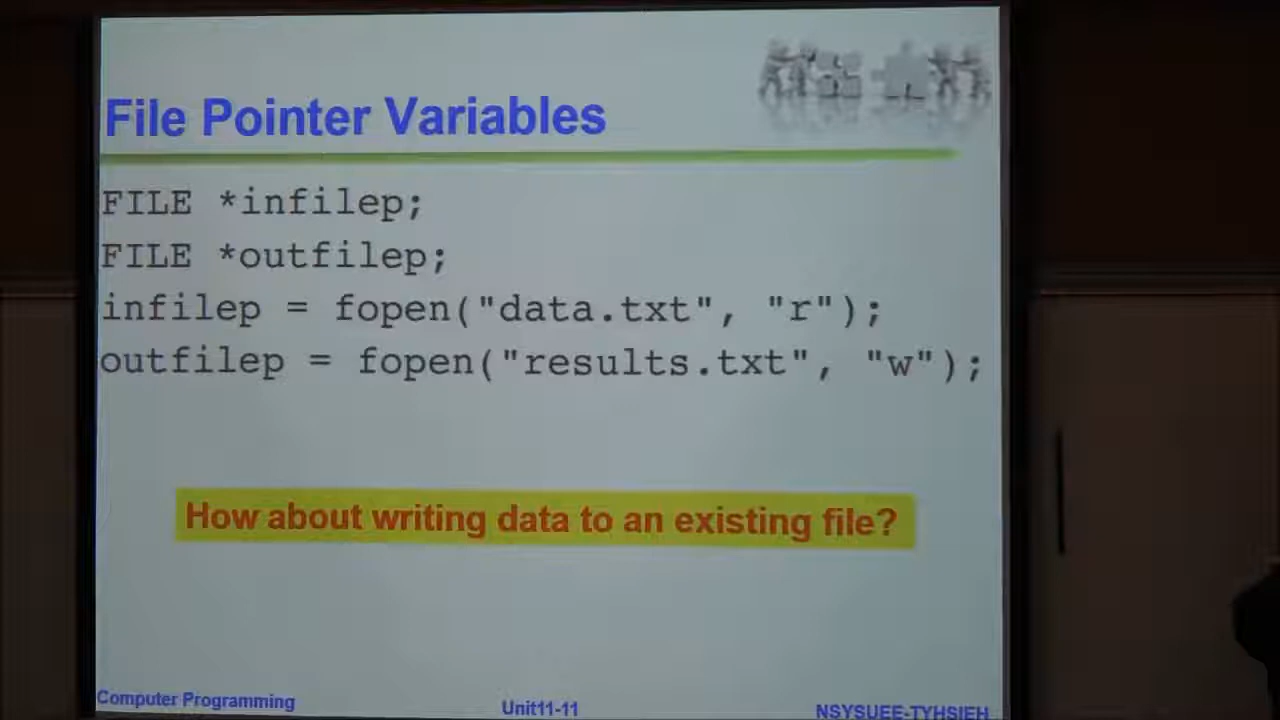 File Pointer Variables
FILE *infilep;
FILE *outfilep;
infilep = fopen("data.txt", "r");
outfilep = fopen("results.txt", "w");
How about writing data to an existing file?
Computer Programming
Unit11-11
NSYSUEE-TYHSIEH